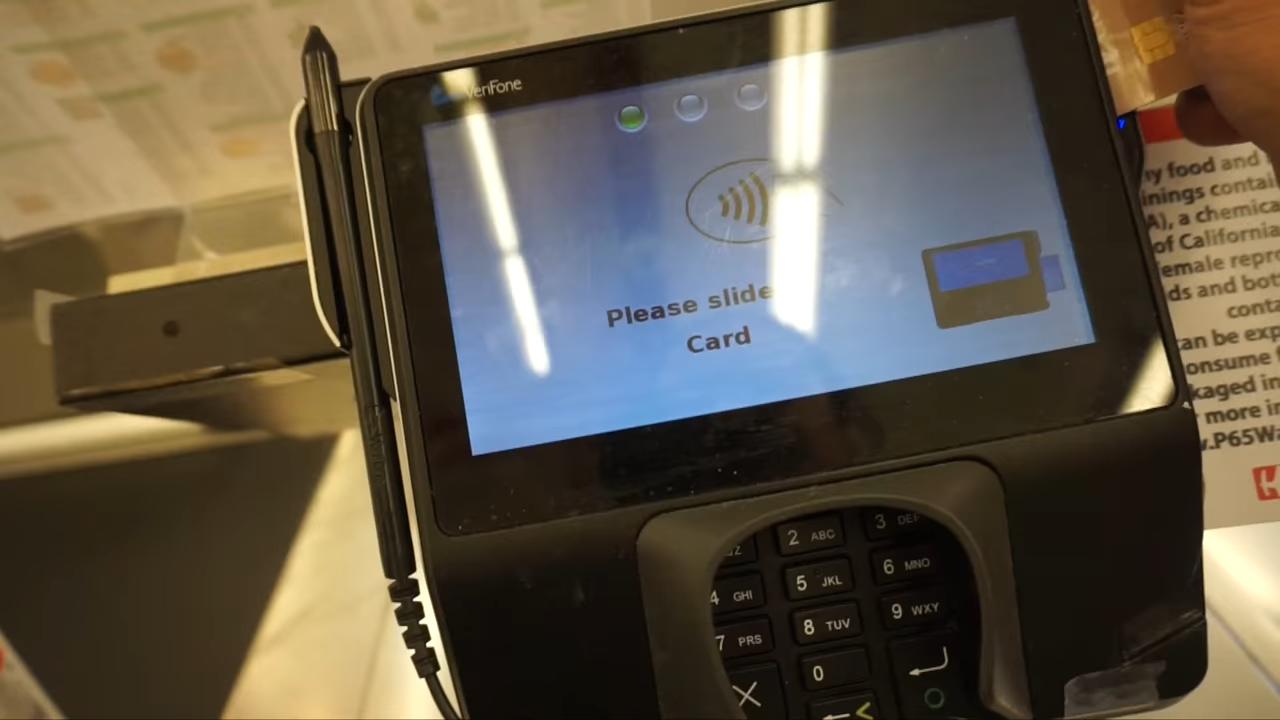 VeriFone
Please slide
Card
2 ABC
3 DEF
4 GHI
5 JKL
6 MNO
7 PRS
8 TUV
9 WXY
0
food and
contai
A), a chemica
of California
emale repro
ds and bot
conta
can be exp
onsume
kaged in
more in
.P65Wa